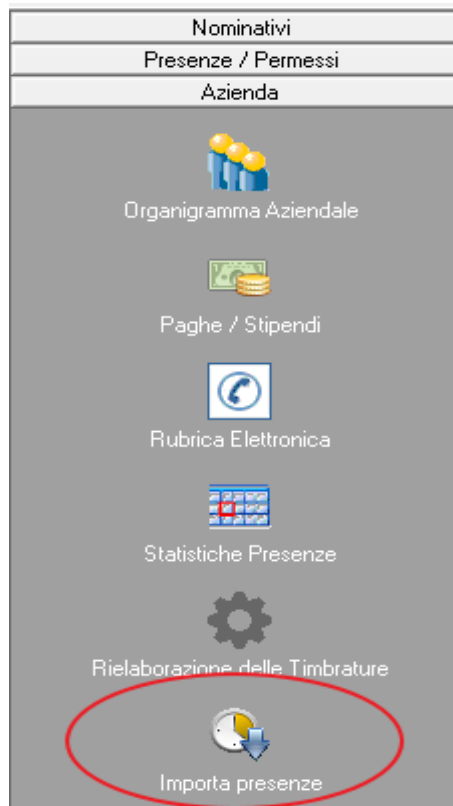 Nominativi
Presenze / Permessi
Azienda
Organigramma Aziendale
Paghe / Stipendi
Rubrica Elettronica
Statistiche Presenze
Rielaborazione delle Timbrature
Importa presenze